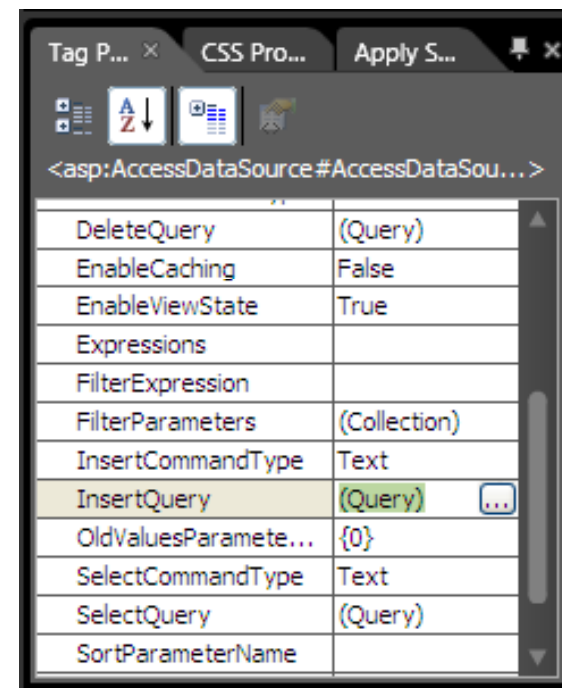 Tag P... CSS Pro... Apply S...
<asp:AccessDataSource#AccessDataSou...>
DeleteQuery (Query)
EnableCaching False
EnableViewState True
Expressions
FilterExpression
FilterParameters (Collection)
InsertCommandType Text
InsertQuery (Query) ...
OldValuesParamete... {0}
SelectCommandType Text
SelectQuery (Query)
SortParameterName